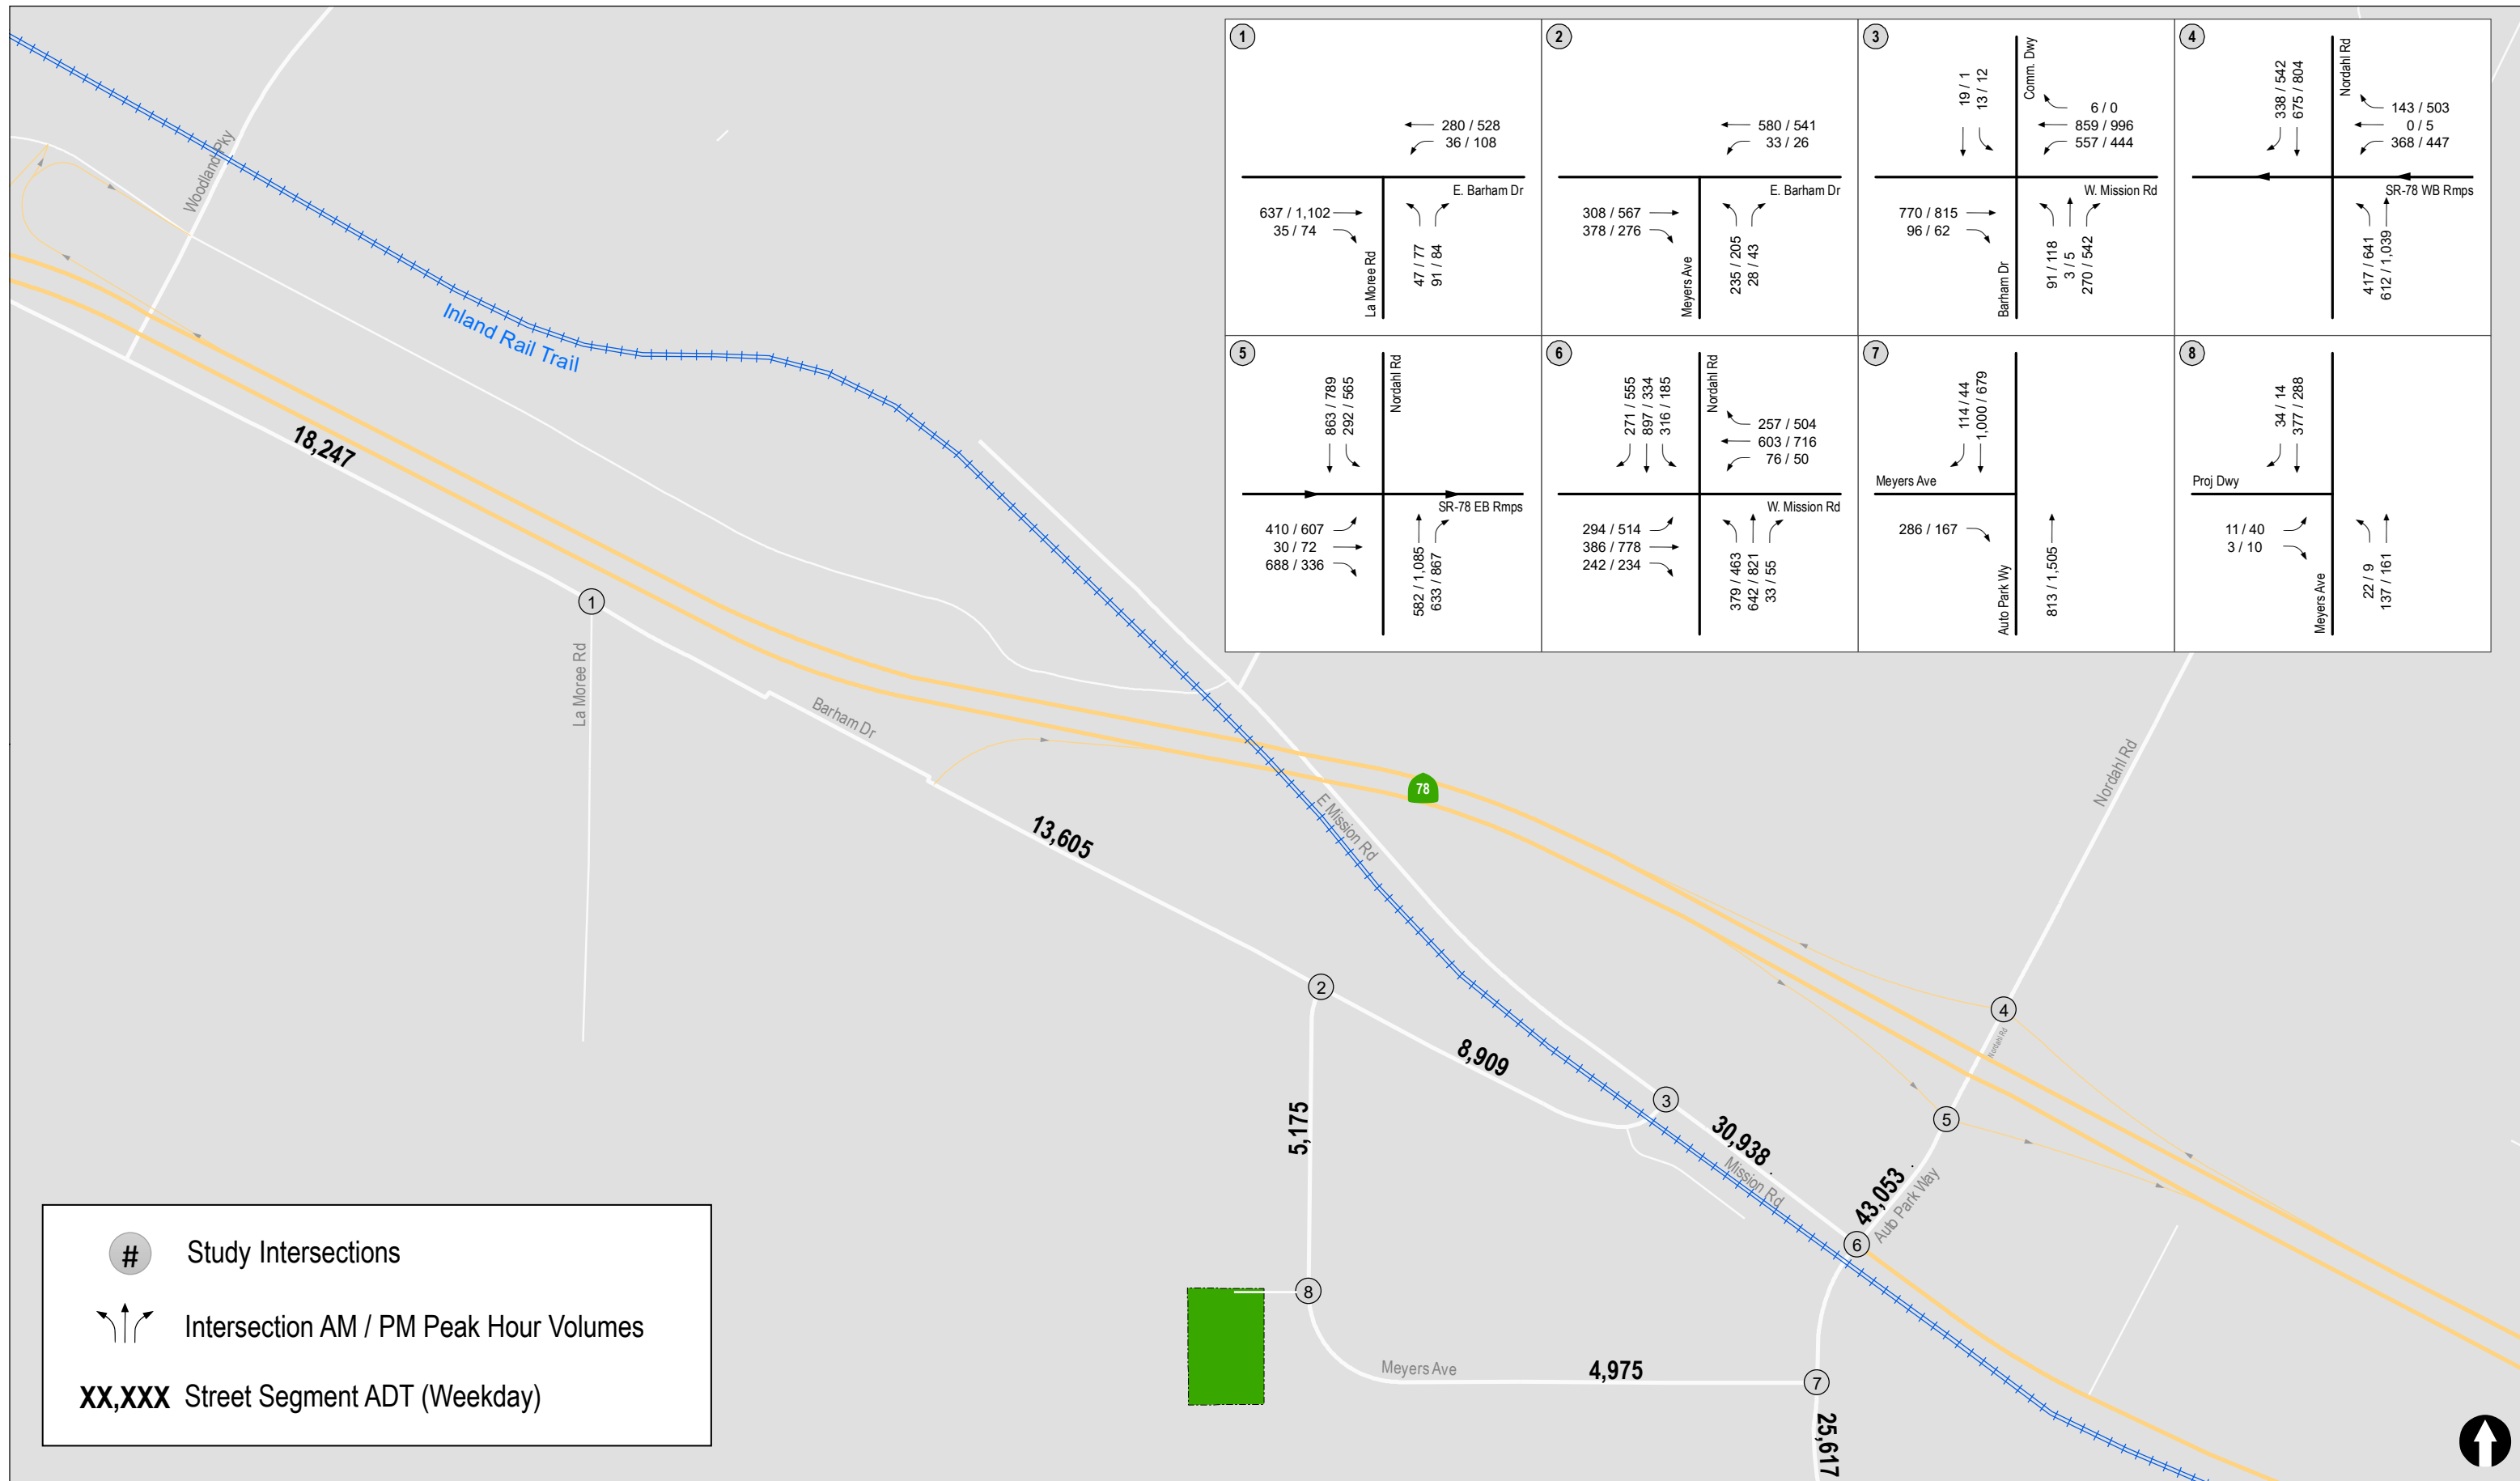 1
280 / 528
36 / 108
E. Barham Dr
637 / 1,102
35 / 74
La Moree Rd
47 / 77
91 / 84
2
580 / 541
33 / 26
E. Barham Dr
308 / 567
378 / 276
Meyers Ave
235 / 205
28 / 43
3
19 / 1
13 / 12
Comm. Dwy
6 / 0
859 / 996
557 / 444
W. Mission Rd
770 / 815
96 / 62
Barham Dr
91 / 118
3 / 5
270 / 542
4
338 / 542
675 / 804
Nordahl Rd
143 / 503
0 / 5
368 / 447
SR-78 WB Rmps
417 / 641
612 / 1,039
5
863 / 789
292 / 565
Nordahl Rd
SR-78 EB Rmps
410 / 607
30 / 72
688 / 336
582 / 1,085
633 / 867
6
271 / 555
897 / 334
316 / 185
Nordahl Rd
257 / 504
603 / 716
76 / 50
W. Mission Rd
294 / 514
386 / 778
242 / 234
379 / 463
642 / 821
33 / 55
7
114 / 44
1,000 / 679
Meyers Ave
286 / 167
Auto Park Wy
813 / 1,505
8
34 / 14
377 / 288
Proj Dwy
11 / 40
3 / 10
Meyers Ave
22 / 9
137 / 161
Woodland Pky
Inland Rail Trail
18,247
1
La Moree Rd
Barham Dr
78
Nordahl Rd
E Mission Rd
13,605
2
4
Nordahl Rd
8,909
3
5
5,175
30,938
Mission Rd
43,053
Auto Park Way
6
8
Meyers Ave
4,975
7
25,617
# Study Intersections
Intersection AM / PM Peak Hour Volumes
XX,XXX Street Segment ADT (Weekday)